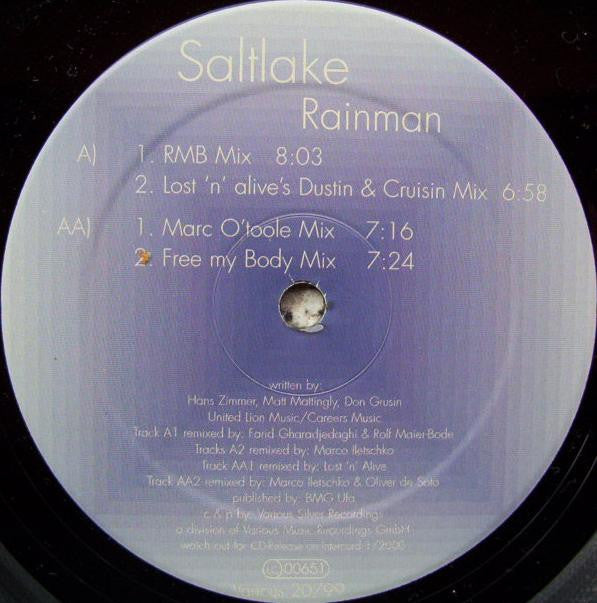 Saltlake
Rainman
A) 1. RMB Mix 8:03
2. Lost 'n' alive's Dustin & Cruisin Mix 6:58
AA) 1. Marc O'toole Mix 7:16
2. Free my Body Mix 7:24
written by:
Hans Zimmer, Matt Mattingly, Don Grusin
United Lion Music/Careers Music
Track A1 remixed by: Farid Gharadjedaghi & Rolf Maier-Bode
Tracks A2 remixed by: Marco Iletschko
Track AA1 remixed by: Lost 'n' Alive
Track AA2 remixed by: Marco Iletschko & Oliver de Soto
published by: BMG Ufa
c & p by: Various Silver Recordings
a division of Various Music Recordings GmbH
watch out for CD-Release on Intercord 1/2000
LC 00651
Various 20/99